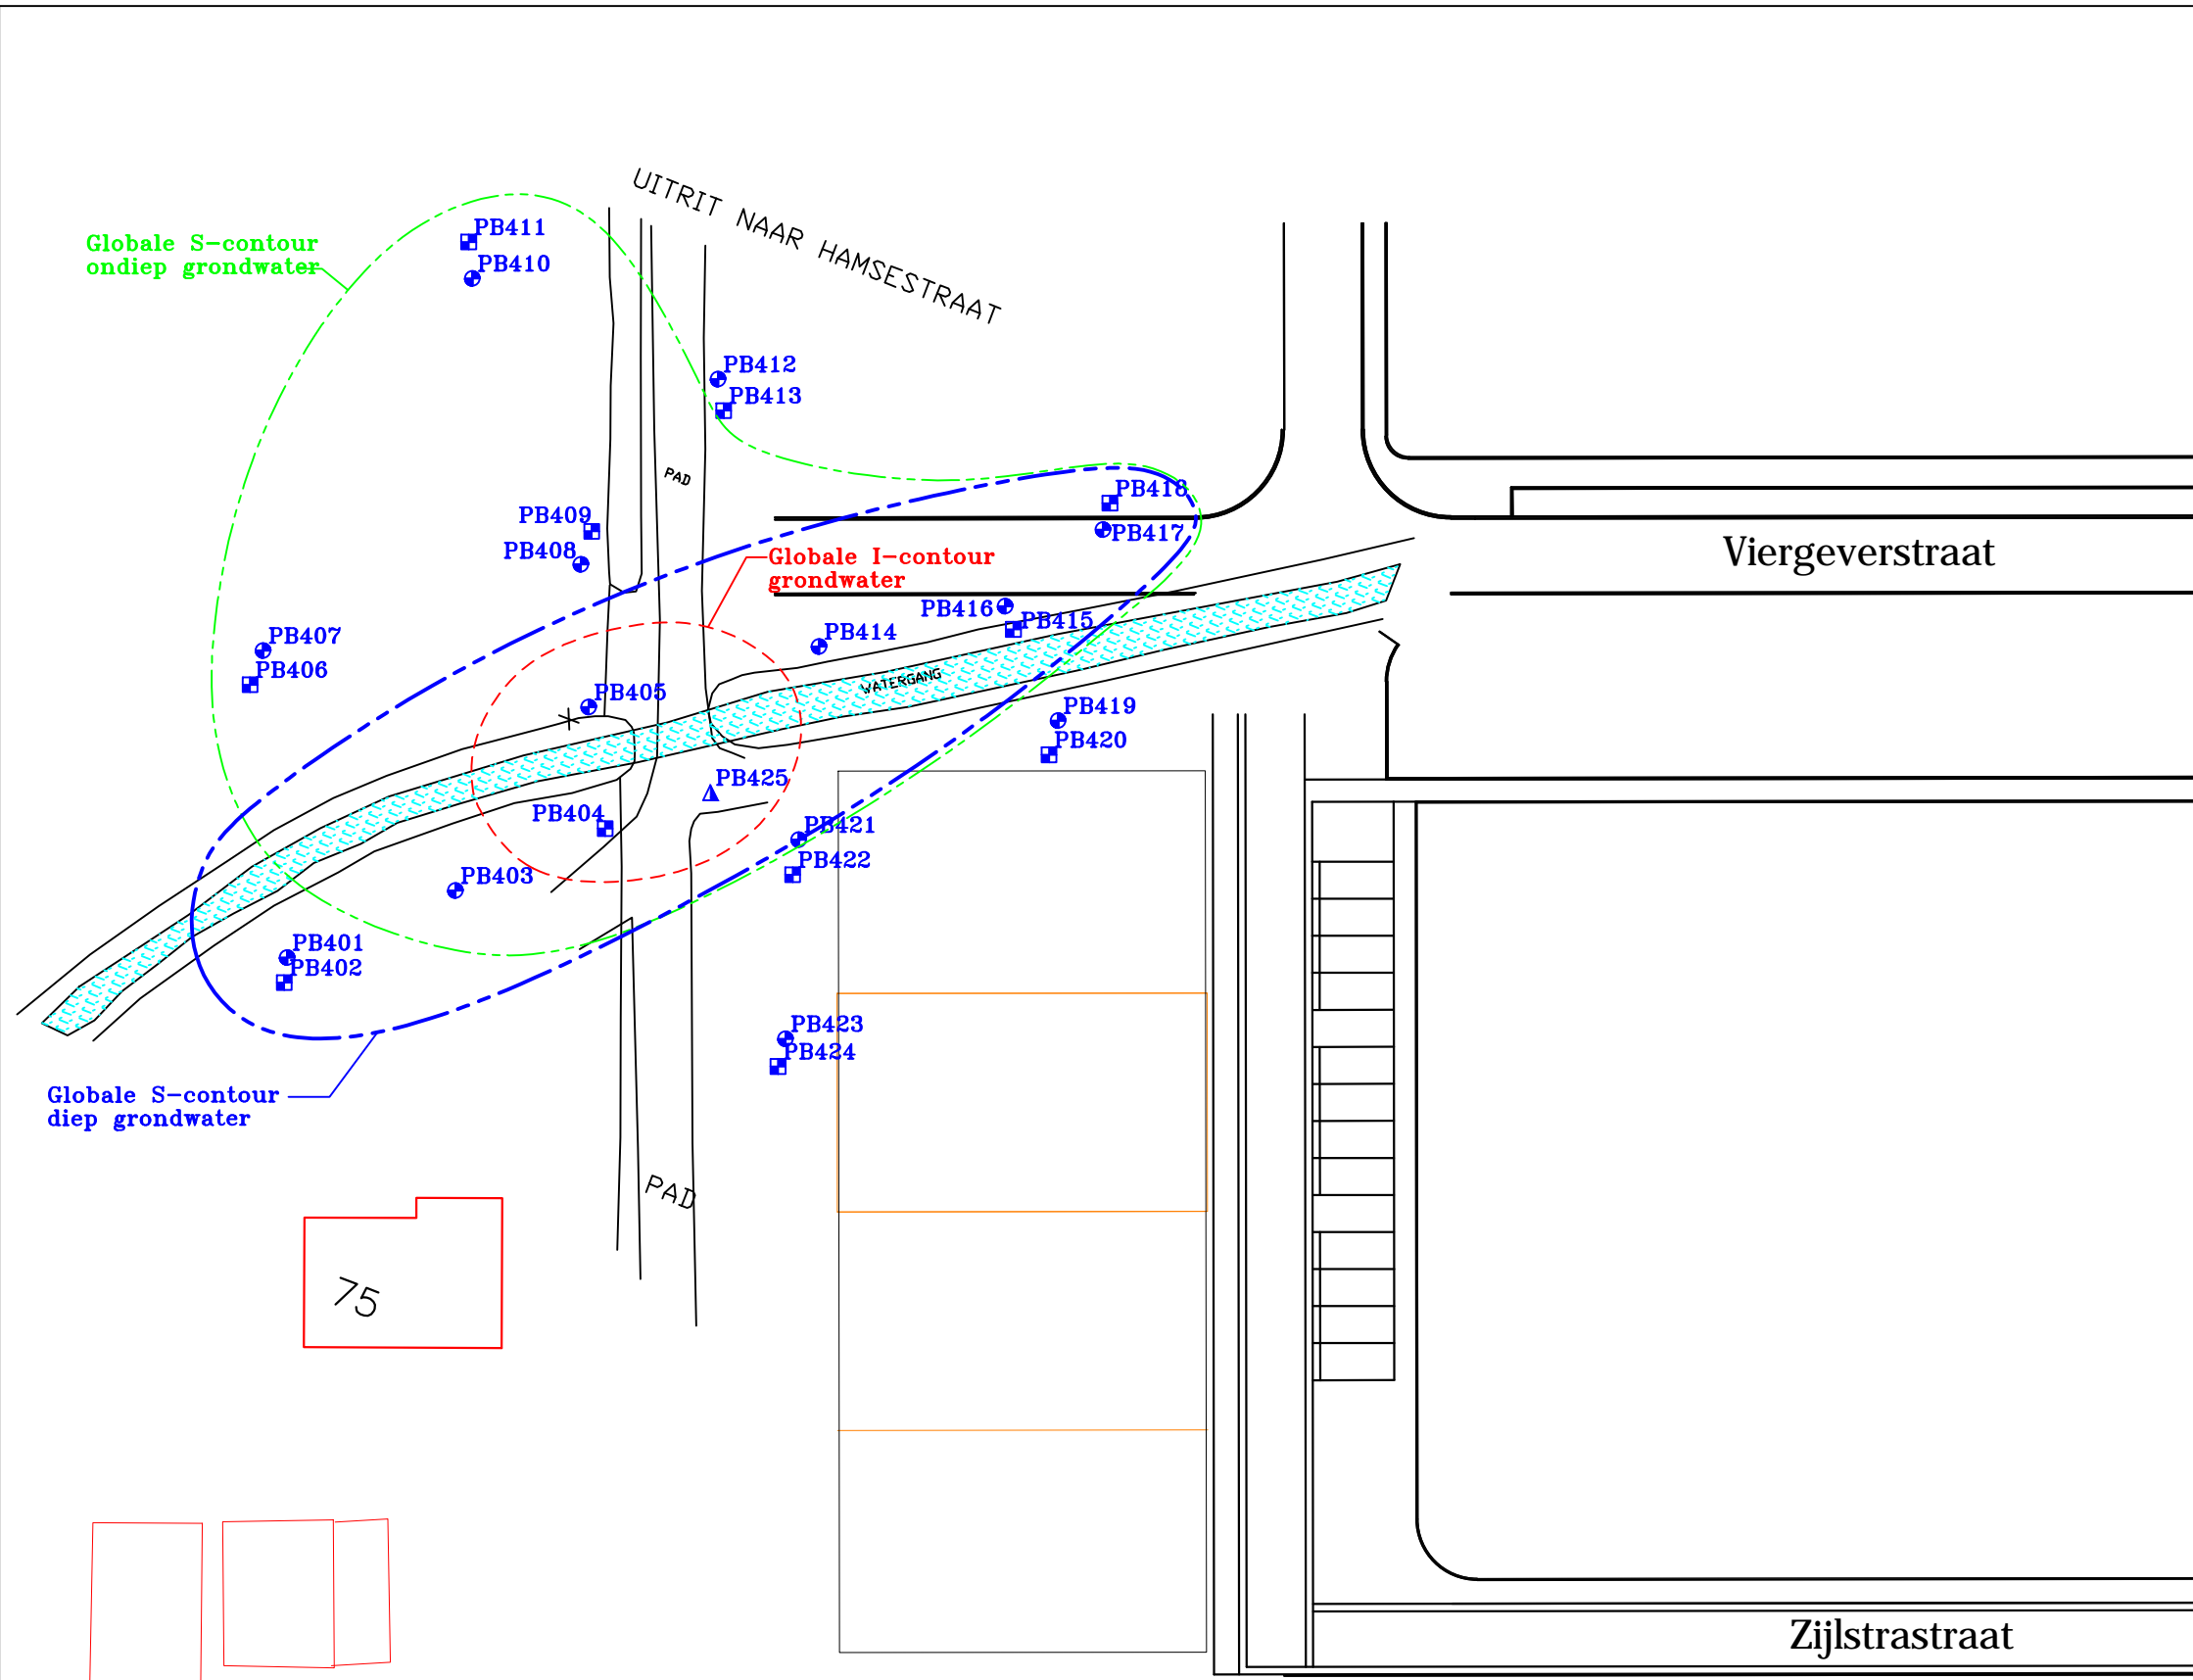 UITRIT NAAR HAMSESTRAAT
PB411
Globale S-contour
ondiep grondwater
PB410
PB412
PB413
PAD
PB418
PB409
PB417
PB408
Globale I-contour
grondwater
Viergeverstraat
PB416
PB415
PB414
PB407
PB406
WATERGANG
PB405
PB419
PB420
PB425
PB404
PB421
PB422
PB403
PB401
PB402
PB423
PB424
Globale S-contour
diep grondwater
PAD
75
Zijlstrastraat